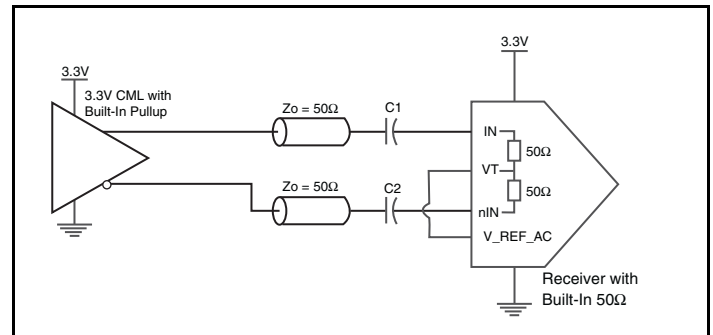 3.3V
3.3V CML with
Built-In Pullup
Zo = 50Ω
C1
Zo = 50Ω
C2
3.3V
IN
50Ω
VT
50Ω
nIN
V_REF_AC
Receiver with
Built-In 50Ω